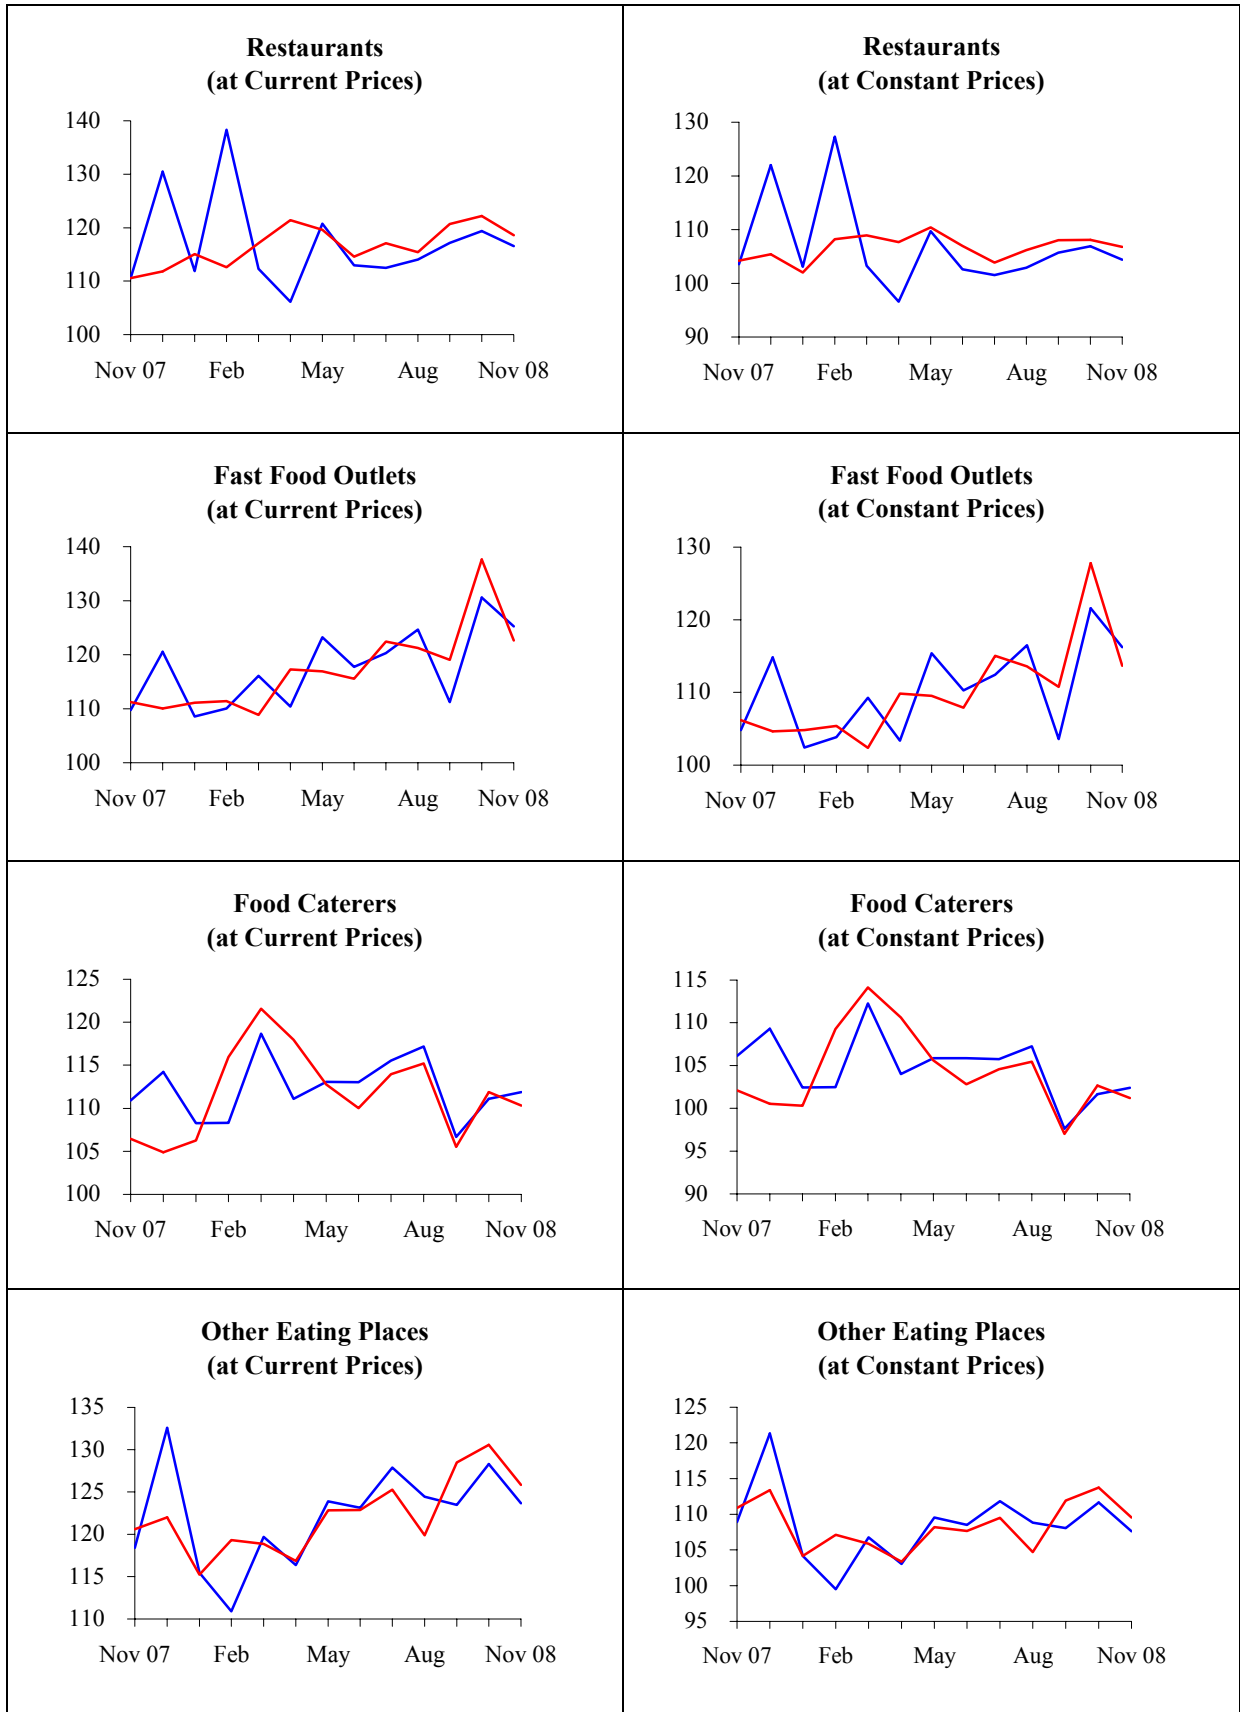 Restaurants
(at Current Prices)
140
130
120
110
100
Nov 07 Feb May Aug Nov 08
Restaurants
(at Constant Prices)
130
120
110
100
90
Nov 07 Feb May Aug Nov 08
Fast Food Outlets
(at Current Prices)
140
130
120
110
100
Nov 07 Feb May Aug Nov 08
Fast Food Outlets
(at Constant Prices)
130
120
110
100
Nov 07 Feb May Aug Nov 08
Food Caterers
(at Current Prices)
125
120
115
110
105
100
Nov 07 Feb May Aug Nov 08
Food Caterers
(at Constant Prices)
115
110
105
100
95
90
Nov 07 Feb May Aug Nov 08
Other Eating Places
(at Current Prices)
135
130
125
120
115
110
Nov 07 Feb May Aug Nov 08
Other Eating Places
(at Constant Prices)
125
120
115
110
105
100
95
Nov 07 Feb May Aug Nov 08